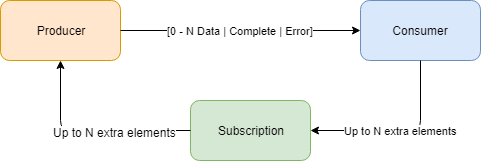 Producer
[0 - N Data | Complete | Error]
Consumer
Up to N extra elements
Subscription
Up to N extra elements